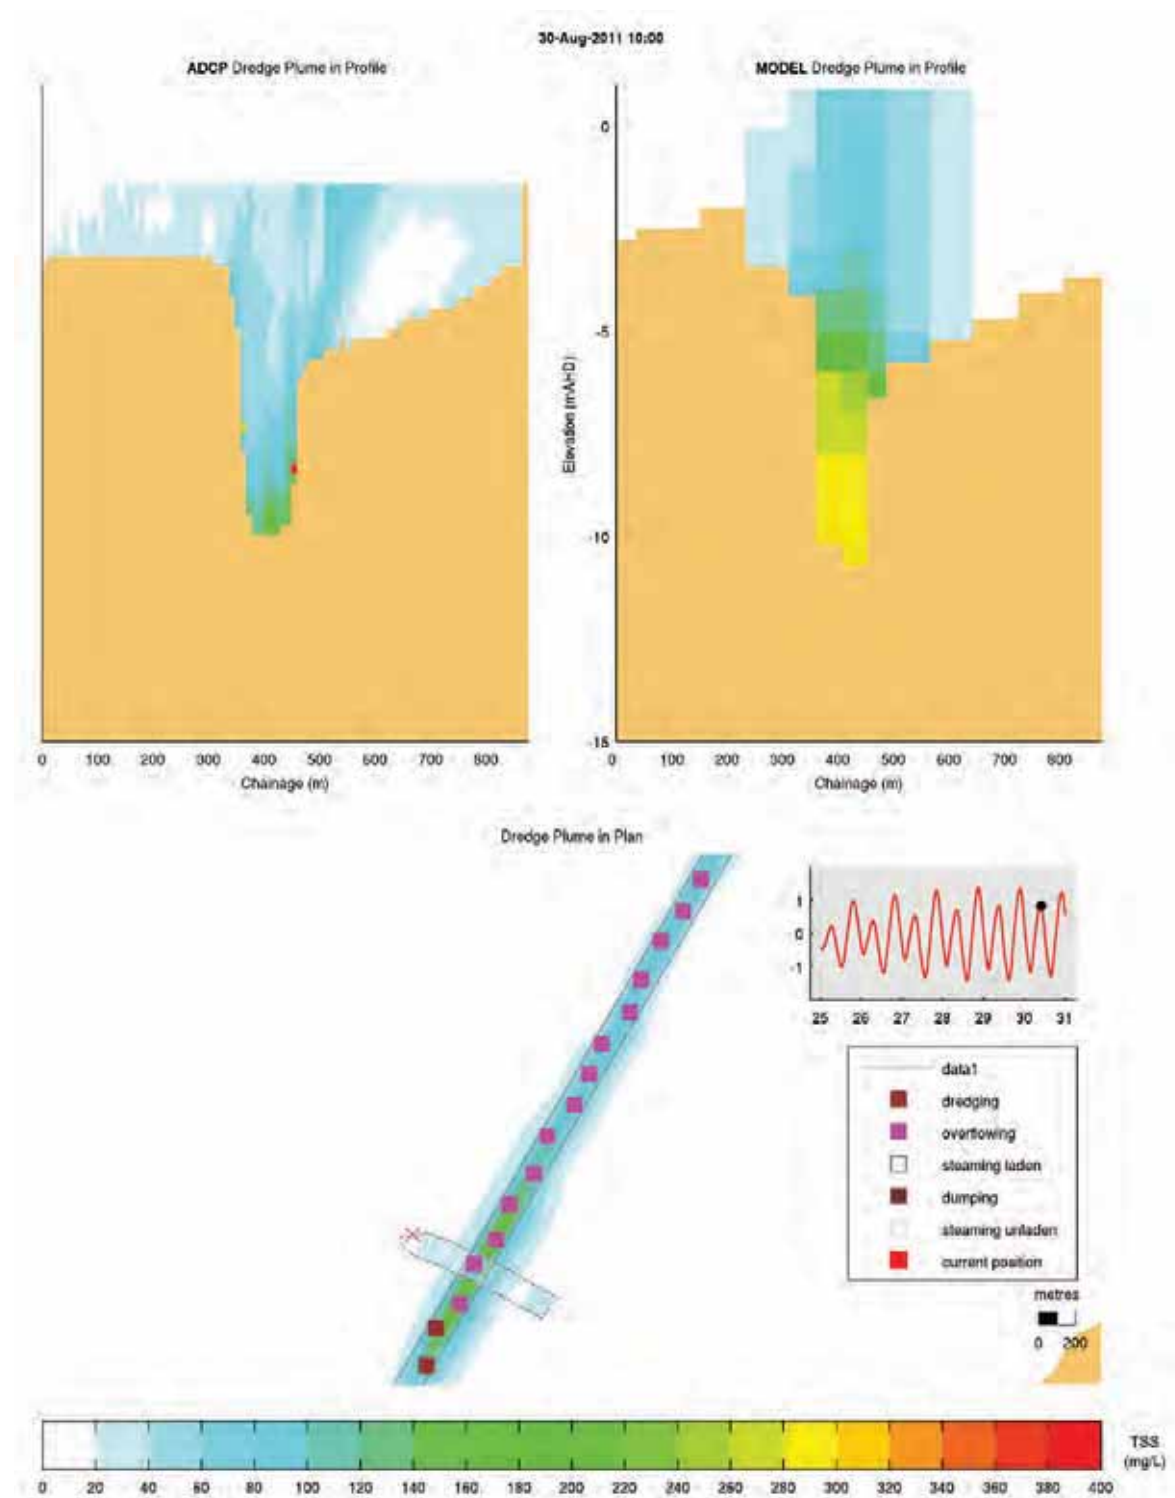 30-Aug-2011 10:00
ADCP Dredge Plume in Profile
MODEL Dredge Plume in Profile
0
-5
-10
-15
Elevation (mAHD)
0 100 200 300 400 500 600 700 800
Chainage (m)
0 100 200 300 400 500 600 700 800
Chainage (m)
Dredge Plume in Plan
1
0
-1
25 26 27 28 29 30 31
data1
dredging
overflowing
steaming laden
dumping
steaming unladen
current position
metres
0 200
TSS
(mg/L)
0 20 40 60 80 100 120 140 160 180 200 220 240 260 280 300 320 340 360 380 400